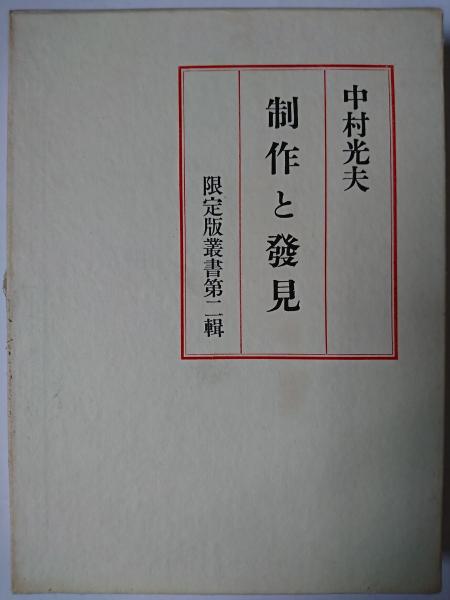 中村光夫
制作と發見
限定版叢書第二輯